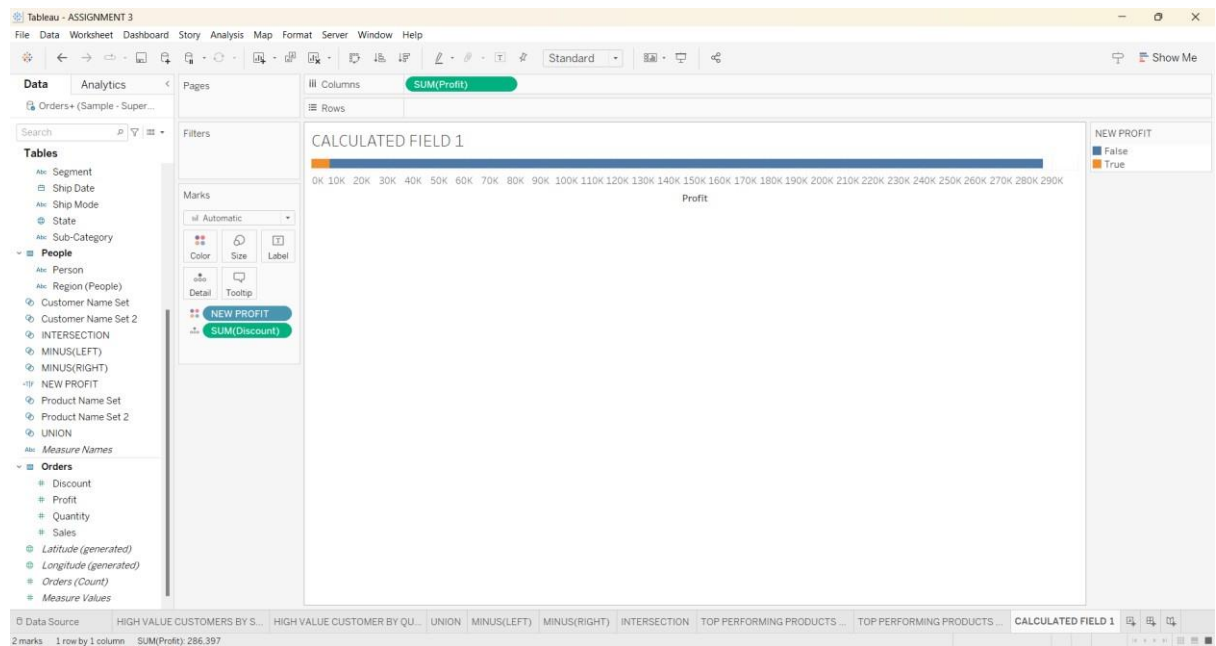 Tableau - ASSIGNMENT 3
File Data Worksheet Dashboard Story Analysis Map Format Server Window Help
Standard
Show Me
Data Analytics
Orders+ (Sample - Super...
Search
Tables
Abc Segment
Ship Date
Abc Ship Mode
State
Abc Sub-Category
People
Abc Person
Abc Region (People)
Customer Name Set
Customer Name Set 2
INTERSECTION
MINUS(LEFT)
MINUS(RIGHT)
=T|F NEW PROFIT
Product Name Set
Product Name Set 2
UNION
Abc Measure Names
Orders
# Discount
# Profit
# Quantity
# Sales
Latitude (generated)
Longitude (generated)
# Orders (Count)
# Measure Values
Pages
Filters
Marks
Automatic
Color Size Label
Detail Tooltip
NEW PROFIT
SUM(Discount)
Columns SUM(Profit)
Rows
CALCULATED FIELD 1
0K 10K 20K 30K 40K 50K 60K 70K 80K 90K 100K 110K 120K 130K 140K 150K 160K 170K 180K 190K 200K 210K 220K 230K 240K 250K 260K 270K 280K 290K
Profit
NEW PROFIT
False
True
Data Source HIGH VALUE CUSTOMERS BY S... HIGH VALUE CUSTOMER BY QU... UNION MINUS(LEFT) MINUS(RIGHT) INTERSECTION TOP PERFORMING PRODUCTS ... TOP PERFORMING PRODUCTS ... CALCULATED FIELD 1
2 marks 1 row by 1 column SUM(Profit): 286,397